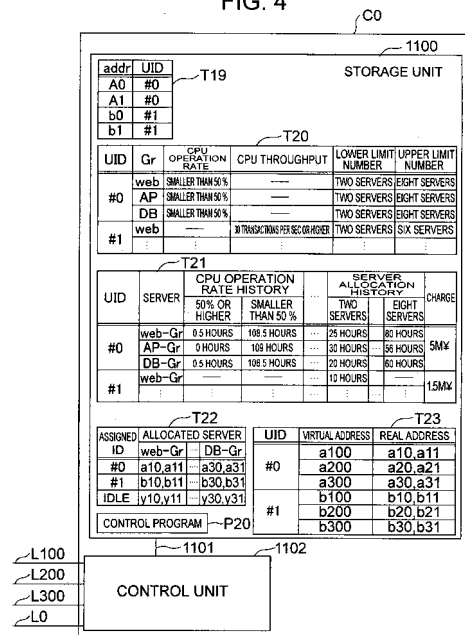 FIG. 4
C0
1100
STORAGE UNIT
T19
addr UID
A0 #0
A1 #0
b0 #1
b1 #1
T20
UID Gr CPU OPERATION RATE CPU THROUGHPUT LOWER LIMIT NUMBER UPPER LIMIT NUMBER
#0 web SMALLER THAN 50 % — TWO SERVERS EIGHT SERVERS
AP SMALLER THAN 50 % — TWO SERVERS EIGHT SERVERS
DB SMALLER THAN 50 % — TWO SERVERS EIGHT SERVERS
#1 web — 30 TRANSACTIONS PER SEC OR HIGHER TWO SERVERS SIX SERVERS
T21
UID SERVER CPU OPERATION RATE HISTORY ... SERVER ALLOCATION HISTORY CHARGE
50% OR HIGHER SMALLER THAN 50 % TWO SERVERS ... EIGHT SERVERS
#0 web-Gr 0.5 HOURS 108.5 HOURS ... 25 HOURS ... 80 HOURS 5M¥
AP-Gr 0 HOURS 109 HOURS ... 30 HOURS ... 56 HOURS
DB-Gr 0.5 HOURS 108.5 HOURS ... 20 HOURS ... 60 HOURS
#1 web-Gr — — ... 10 HOURS ... — 1.5M¥
T22
ASSIGNED ID ALLOCATED SERVER
web-Gr ... DB-Gr
#0 a10,a11 ... a30,a31
#1 b10,b11 ... b30,b31
IDLE y10,y11 ... y30,y31
T23
UID VIRTUAL ADDRESS REAL ADDRESS
#0 a100 a10,a11
a200 a20,a21
a300 a30,a31
#1 b100 b10,b11
b200 b20,b21
b300 b30,b31
CONTROL PROGRAM P20
1101
1102
CONTROL UNIT
L100
L200
L300
L0